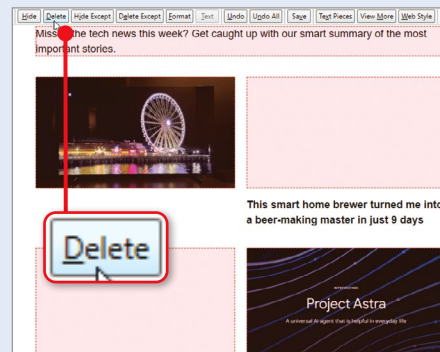 Hide Delete Hide Except Delete Except Format Text Undo Undo All Save Text Pieces View More Web Style
the tech news this week? Get caught up with our smart summary of the most
important stories.
This smart home brewer turned me into
a beer-making master in just 9 days
Delete
Project Astra
A universal AI agent that is helpful in everyday life